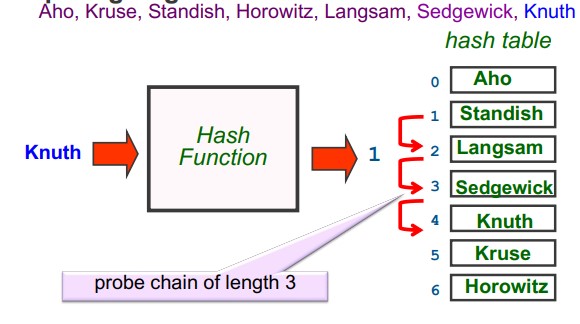 Aho, Kruse, Standish, Horowitz, Langsam, Sedgewick, Knuth
hash table
0 Aho
1 Standish
2 Langsam
3 Sedgewick
4 Knuth
5 Kruse
6 Horowitz
Knuth
Hash
Function
1
probe chain of length 3